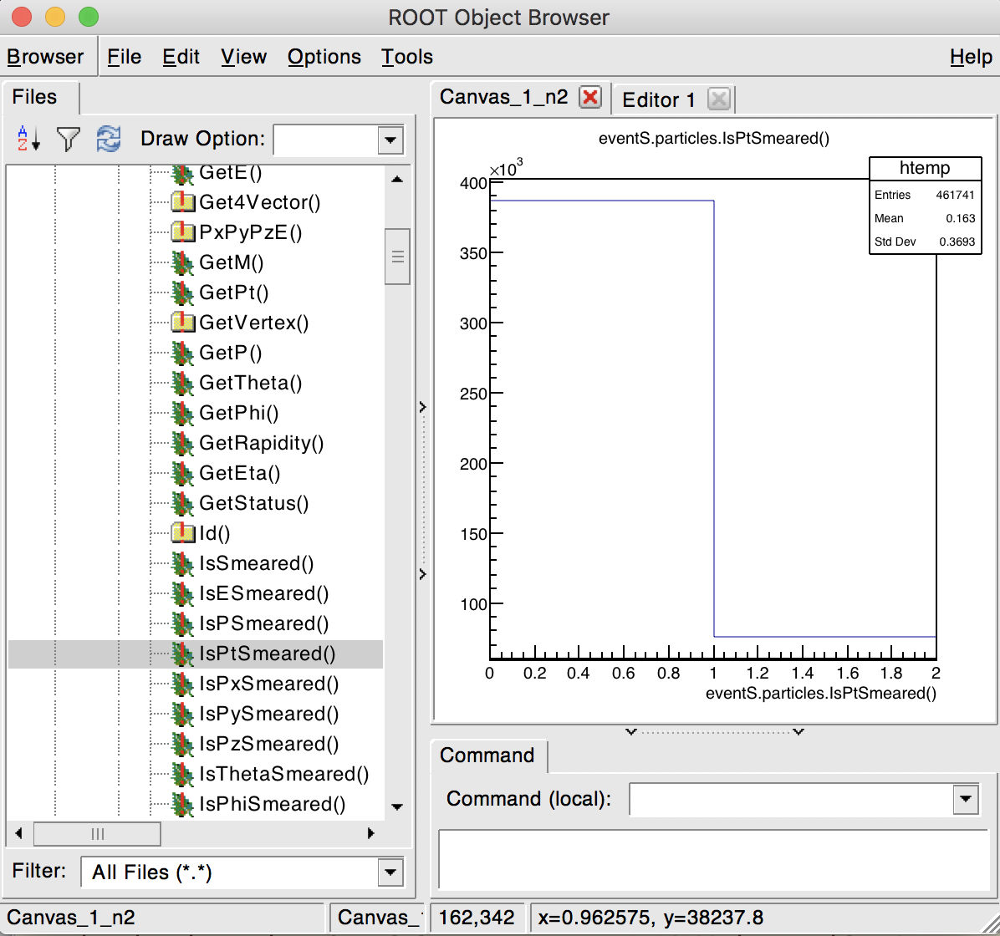 ROOT Object Browser
Browser File Edit View Options Tools Help
Files
Draw Option:
GetE()
Get4Vector()
PxPyPzE()
GetM()
GetPt()
GetVertex()
GetP()
GetTheta()
GetPhi()
GetRapidity()
GetEta()
GetStatus()
Id()
IsSmeared()
IsESmeared()
IsPSmeared()
IsPtSmeared()
IsPxSmeared()
IsPySmeared()
IsPzSmeared()
IsThetaSmeared()
IsPhiSmeared()
Filter: All Files (*.*)
Canvas_1_n2 Editor 1
eventS.particles.IsPtSmeared()
×10³
htemp
Entries 461741
Mean 0.163
Std Dev 0.3693
400
350
300
250
200
150
100
0 0.2 0.4 0.6 0.8 1 1.2 1.4 1.6 1.8 2
eventS.particles.IsPtSmeared()
Command
Command (local):
Canvas_1_n2 Canvas_ 162,342 x=0.962575, y=38237.8